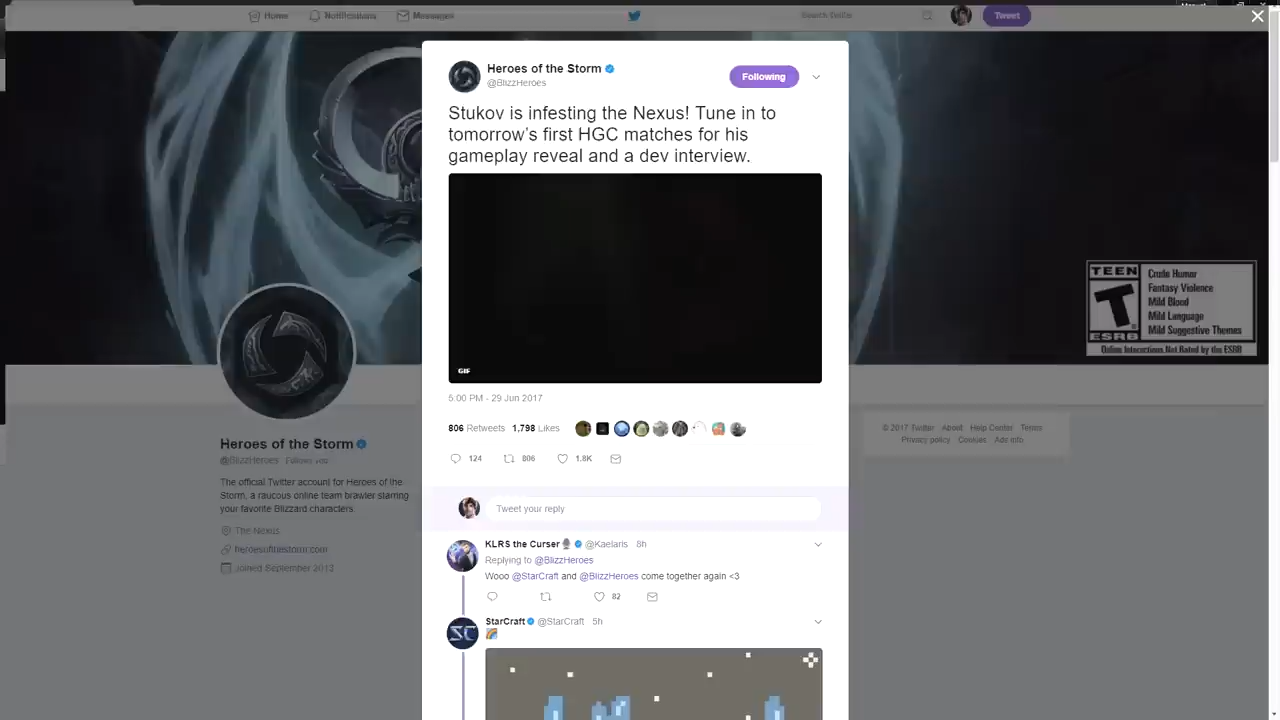 Home Notifications Messages Search Twitter Tweet
Heroes of the Storm
@BlizzHeroes
Following
Stukov is infesting the Nexus! Tune in to
tomorrow's first HGC matches for his
gameplay reveal and a dev interview.
GIF
5:00 PM - 29 Jun 2017
806 Retweets 1,798 Likes
124 806 1.8K
Tweet your reply
KLRS the Curser @Kaelaris 8h
Replying to @BlizzHeroes
Wooo @StarCraft and @BlizzHeroes come together again <3
82
StarCraft @StarCraft 5h
SC
Heroes of the Storm
@BlizzHeroes Follows you
The official Twitter account for Heroes of the
Storm, a raucous online team brawler starring
your favorite Blizzard characters.
The Nexus
heroesofthestorm.com
Joined September 2013
TEEN
T
ESRB
Crude Humor
Fantasy Violence
Mild Blood
Mild Language
Mild Suggestive Themes
Online Interactions Not Rated by the ESRB
© 2017 Twitter About Help Center Terms
Privacy policy Cookies Ads info